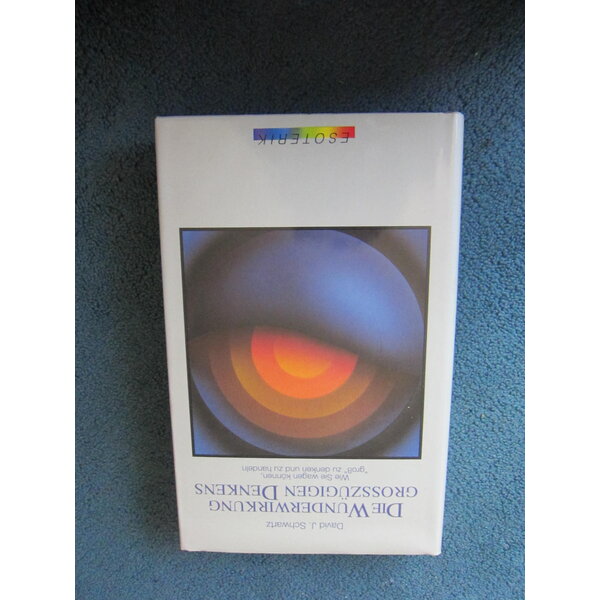 David J. Schwartz
DIE WUNDERWIRKUNG
GROSSZÜGIGEN DENKENS
Wie Sie wagen können,
"groß" zu denken und zu handeln
ESOTERIK